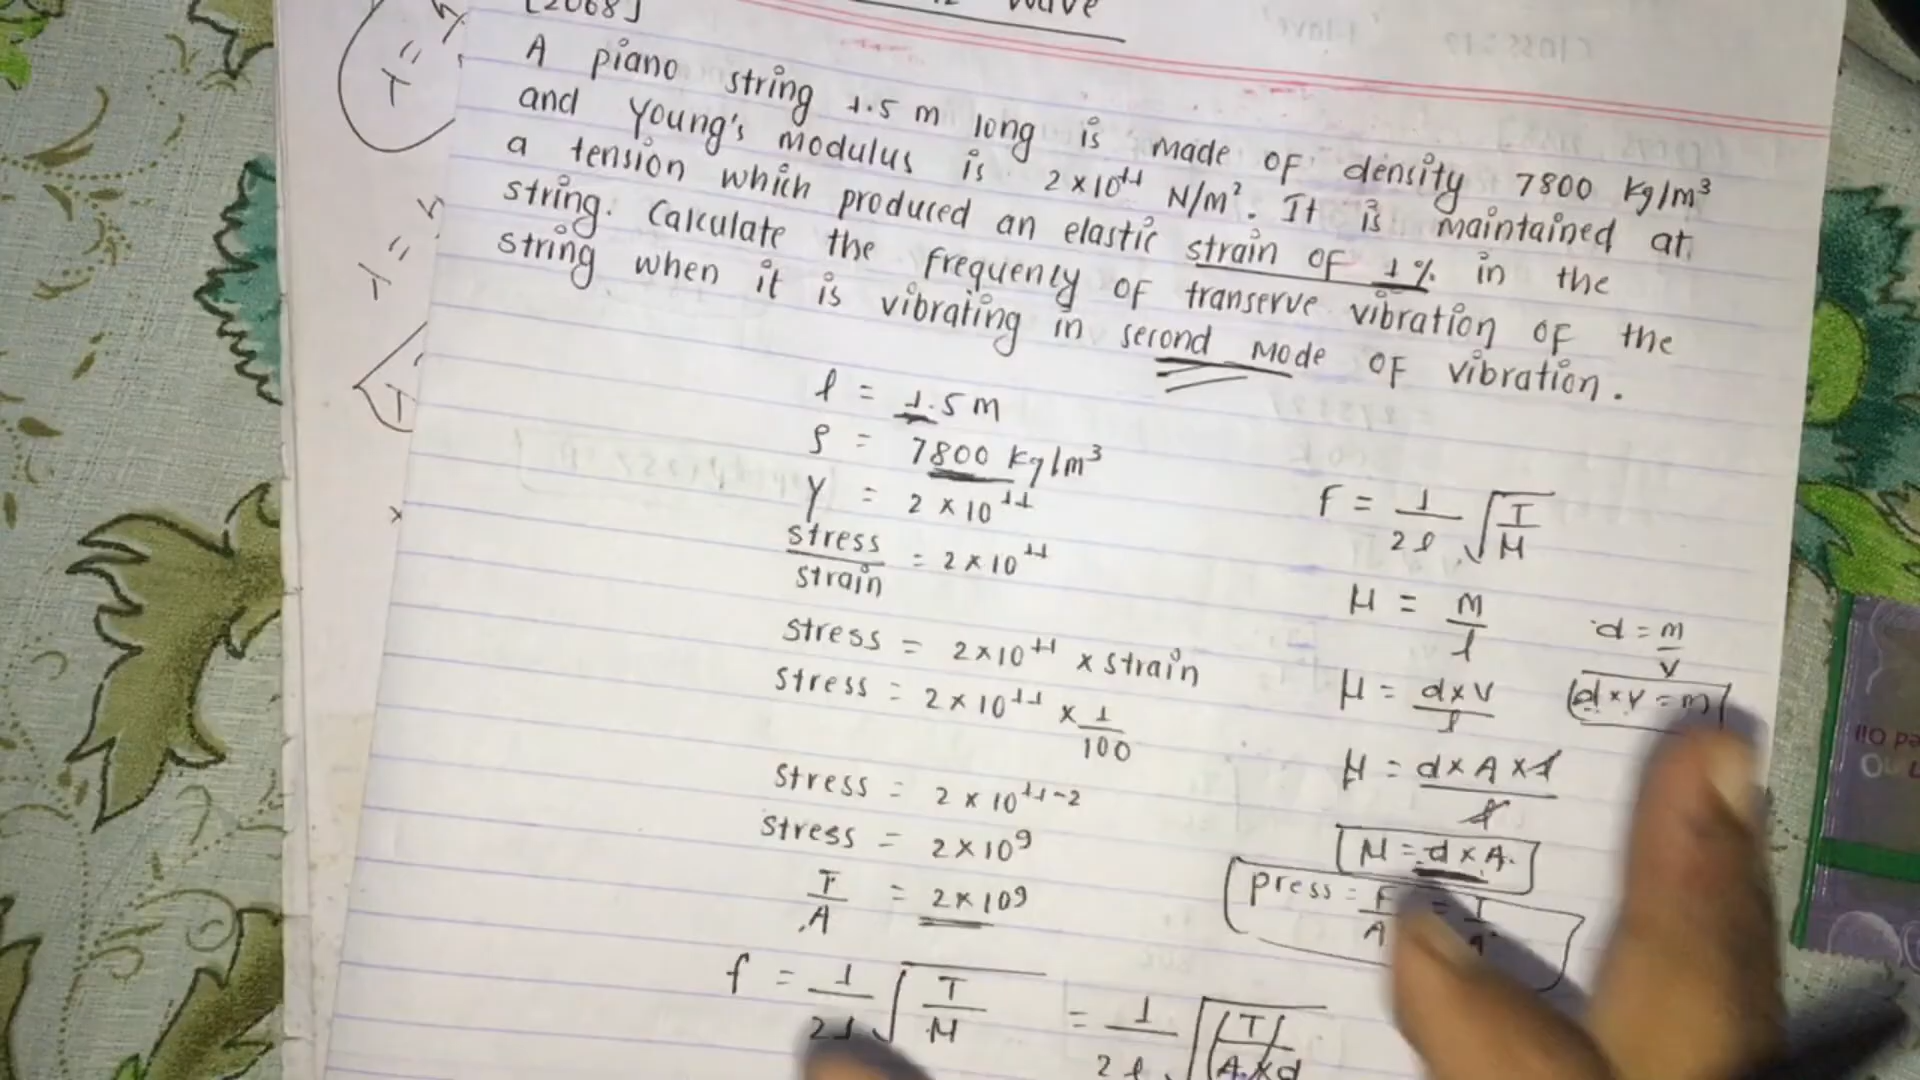 [2068]
wave
A piano string 1.5 m long is made of density 7800 kg/m³
and Young's modulus is 2×10¹¹ N/m². It is maintained at
a tension which produced an elastic strain of 1% in the
string. Calculate the frequency of transerve vibration of the
string when it is vibrating in second mode of vibration.
l = 1.5 m
ρ = 7800 kg/m³
Y = 2 × 10¹¹
stress/strain = 2 × 10¹¹
stress = 2×10¹¹ × strain
stress = 2×10¹¹ × 1/100
stress = 2 × 10¹¹⁻²
stress = 2×10⁹
T/A = 2×10⁹
f = 1/2l √T/μ = 1/2l √T/A×d
f = 1/2l √T/μ
μ = m/l
d = m/v
μ = d×v/l
d×v = m
μ = d×A×l/l
μ = d×A.
press = F/A = T/A